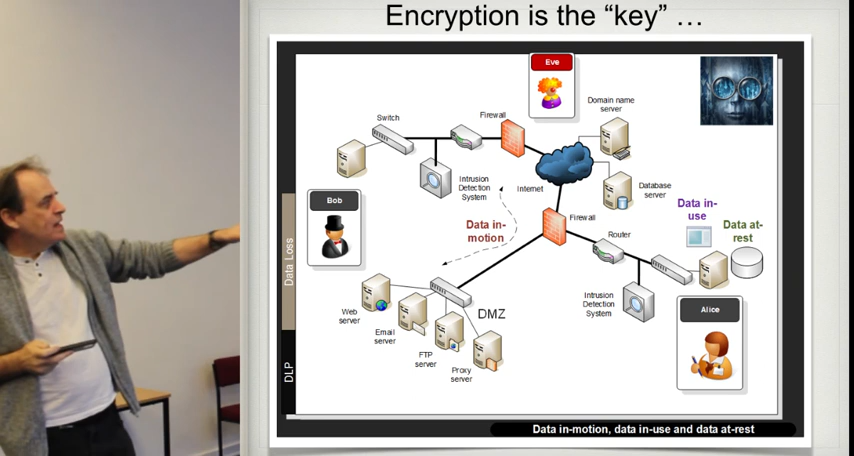 Encryption is the “key” …
Eve
Domain name
server
Firewall
Switch
Intrusion
Detection
System
Internet
Database
server
Bob
Data in-
use
Firewall
Data in-
motion
Data at-
rest
Router
Data Loss
Intrusion
Detection
System
Alice
Web
server
DMZ
Email
server
FTP
server
Proxy
server
DLP
Data in-motion, data in-use and data at-rest